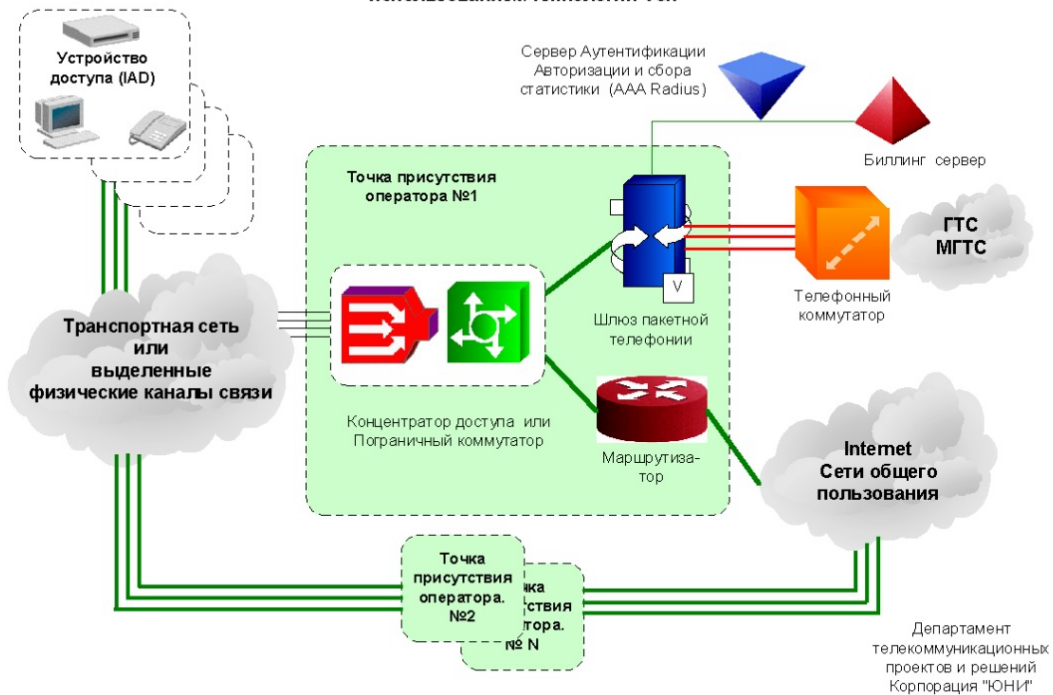 Устройство
доступа (IAD)
Сервер Аутентификации
Авторизации и сбора
статистики (AAA Radius)
Биллинг сервер
Точка присутствия
оператора №1
ГТС
МГТС
V
Телефонный
коммутатор
Шлюз пакетной
телефонии
Транспортная сеть
или
выделенные
физические каналы связи
Концентратор доступа или
Пограничный коммутатор
Маршрутиза-
тор
Internet
Сети общего
пользования
Точка
присутствия
оператора.
№2
№ N
Департамент
телекоммуникационных
проектов и решений
Корпорация "ЮНИ"